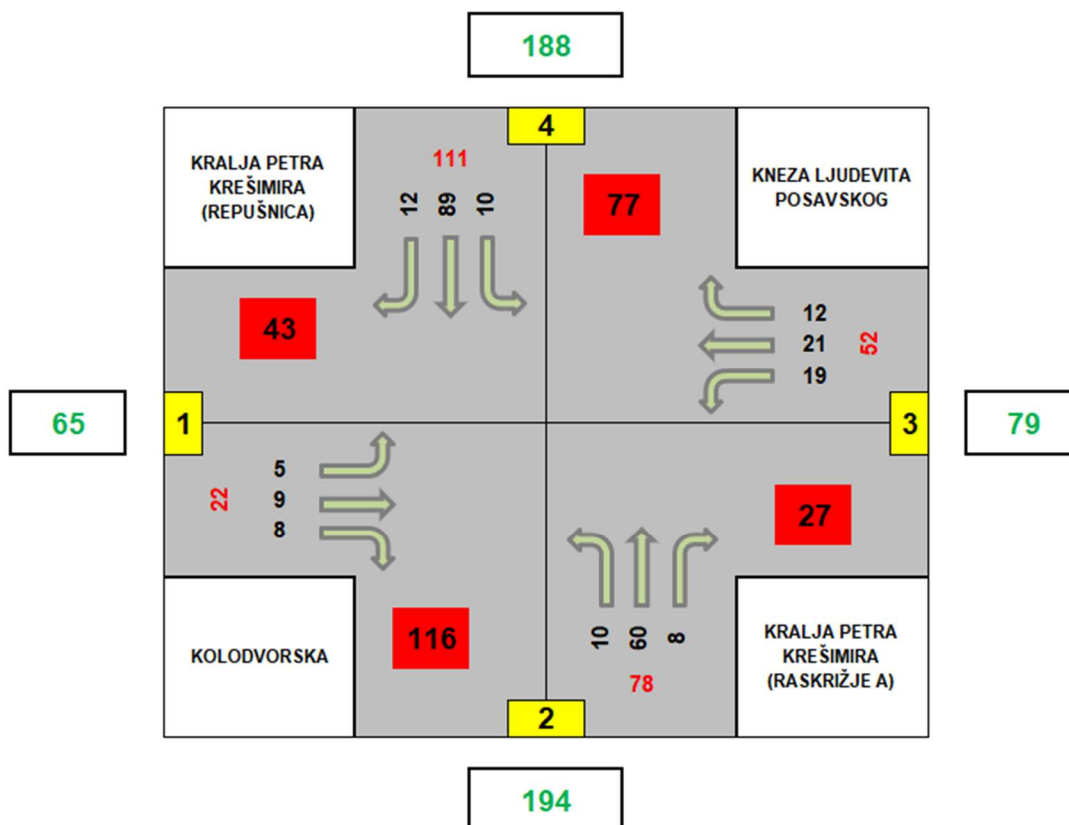 188
4
KRALJA PETRA
KREŠIMIRA
(REPUŠNICA)
111
12 89 10
77
KNEZA LJUDEVITA
POSAVSKOG
43
12
21
19
52
65
1
3
79
5
9
8
22
27
116
10 60 8
78
KOLODVORSKA
KRALJA PETRA
KREŠIMIRA
(RASKRIŽJE A)
2
194